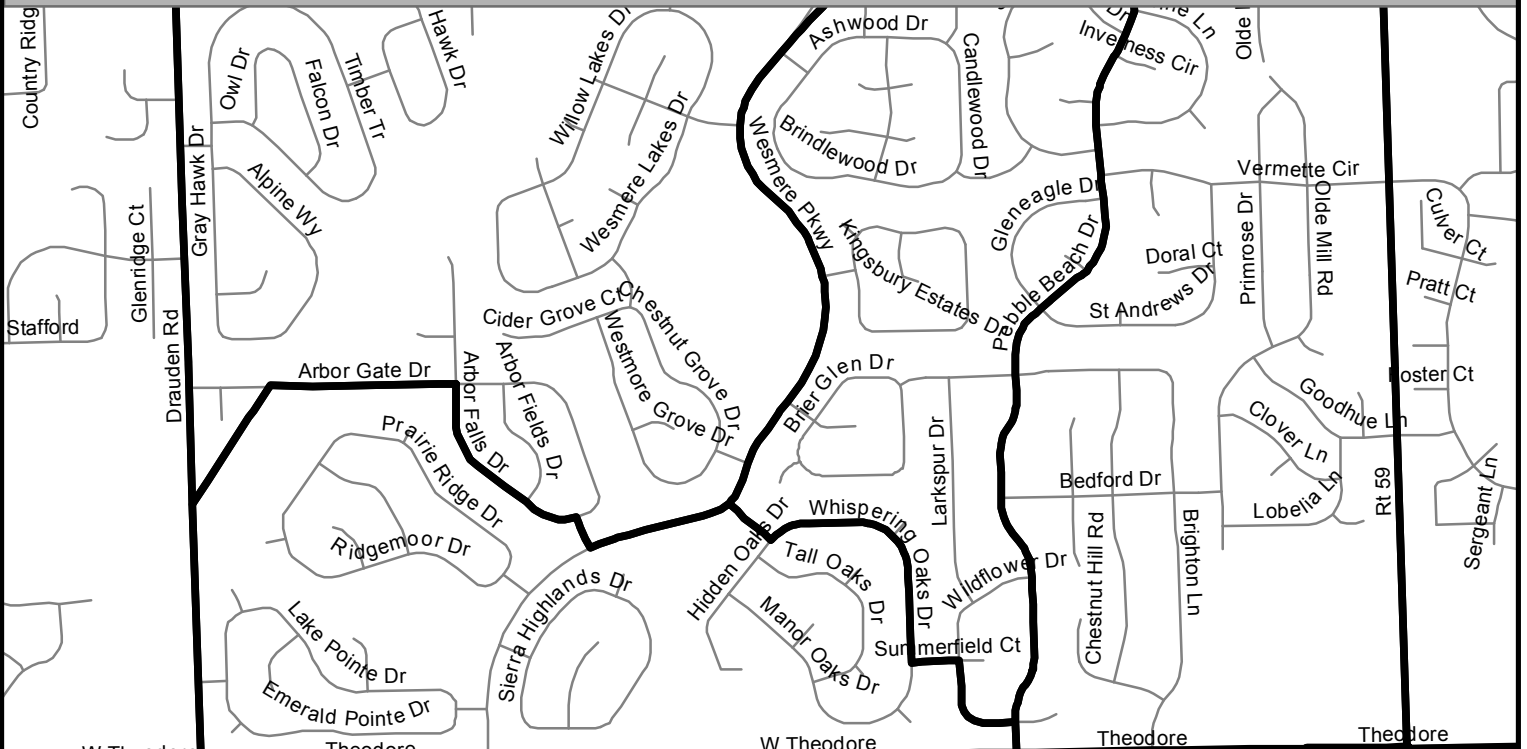 Country Ridg
Owl Dr
Falcon Dr
Timber Tr
Hawk Dr
Willow Lakes Dr
Wesmere Lakes Dr
Ashwood Dr
Candlewood Dr
Brindlewood Dr
Wesmere Pkwy
Dr
ne Ln
Inverness Cir
Olde
Gray Hawk Dr
Alpine Wy
Glenridge Ct
Stafford
Drauden Rd
Kingsbury Estates Dr
Gleneagle Dr
Pebble Beach Dr
Doral Ct
St Andrews Dr
Vermette Cir
Primrose Dr
Olde Mill Rd
Culver Ct
Pratt Ct
Foster Ct
Cider Grove Ct
Chestnut Grove Dr
Westmore Grove Dr
Arbor Gate Dr
Arbor Falls Dr
Arbor Fields Dr
Brier Glen Dr
Prairie Ridge Dr
Ridgemoor Dr
Larkspur Dr
Bedford Dr
Goodhue Ln
Clover Ln
Lobelia Ln
Rt 59
Sergeant Ln
Whispering Oaks Dr
Hidden Oaks Dr
Tall Oaks Dr
Manor Oaks Dr
Wildflower Dr
Summerfield Ct
Chestnut Hill Rd
Brighton Ln
Sierra Highlands Dr
Lake Pointe Dr
Emerald Pointe Dr
W Theodore
Theodore
W Theodore
Theodore
Theodore